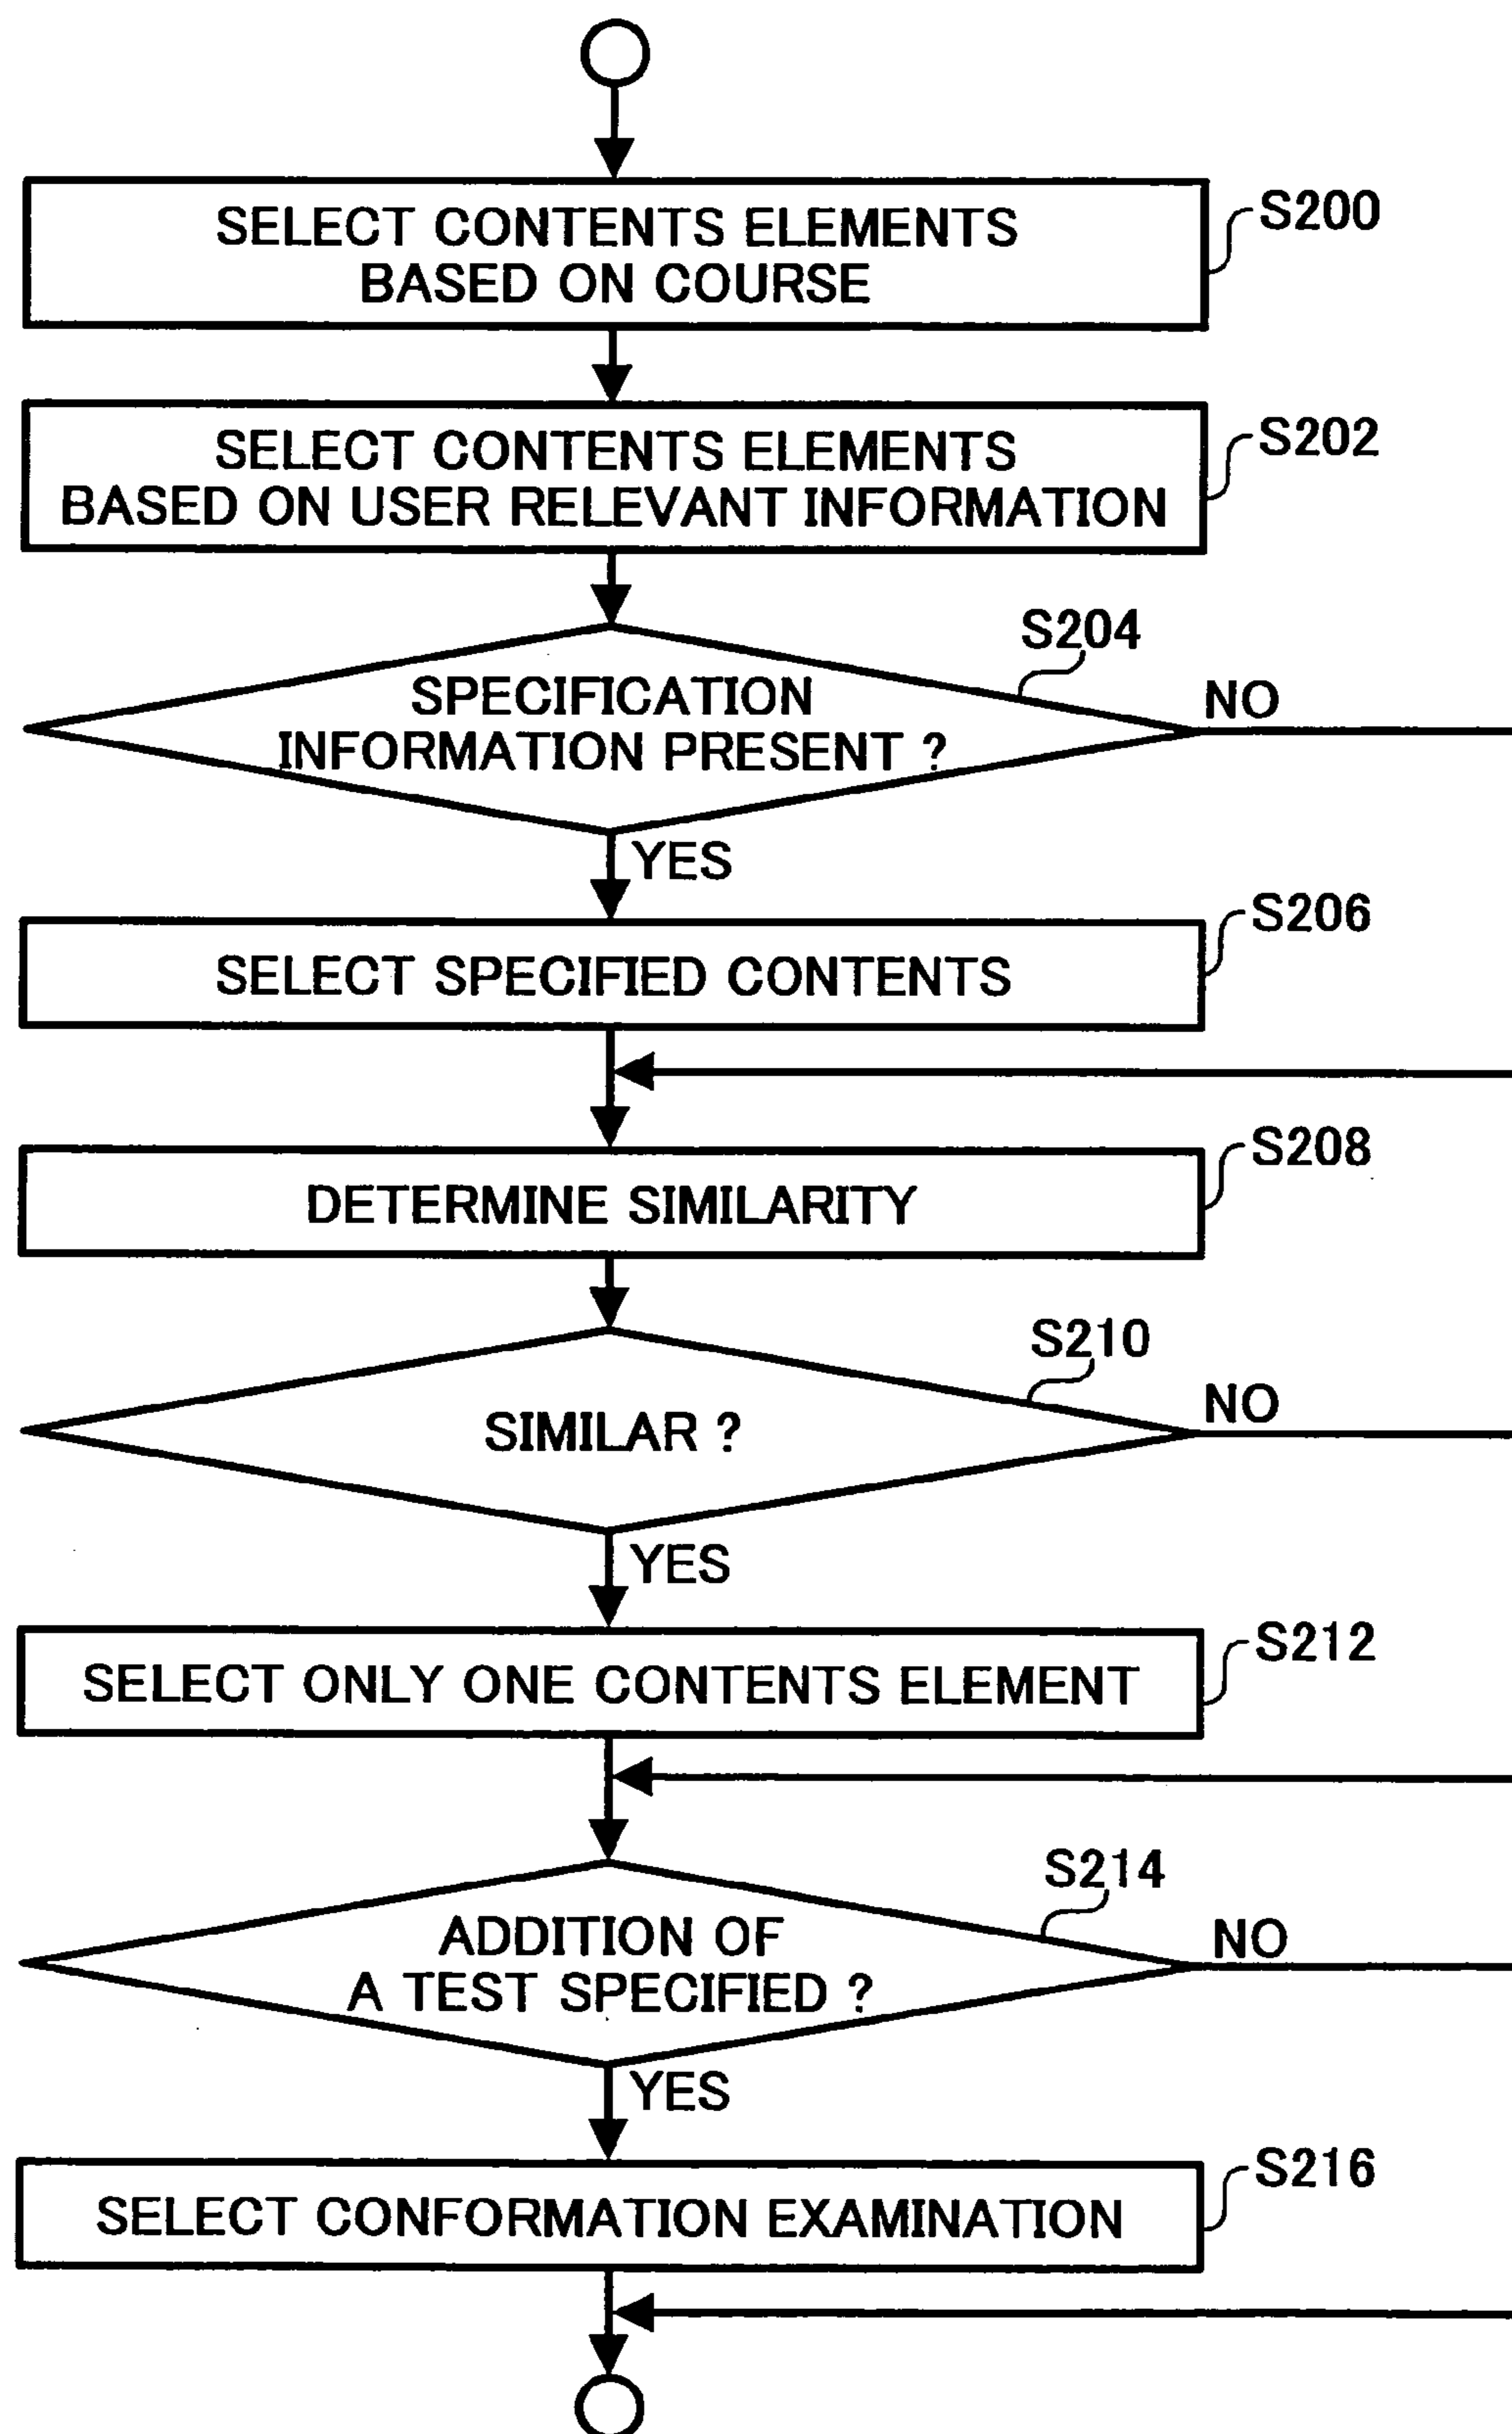 SELECT CONTENTS ELEMENTS
BASED ON COURSE
S200
SELECT CONTENTS ELEMENTS
BASED ON USER RELEVANT INFORMATION
S202
S204
SPECIFICATION
INFORMATION PRESENT ?
NO
YES
S206
SELECT SPECIFIED CONTENTS
S208
DETERMINE SIMILARITY
S210
SIMILAR ?
NO
YES
S212
SELECT ONLY ONE CONTENTS ELEMENT
S214
ADDITION OF
A TEST SPECIFIED ?
NO
YES
S216
SELECT CONFORMATION EXAMINATION